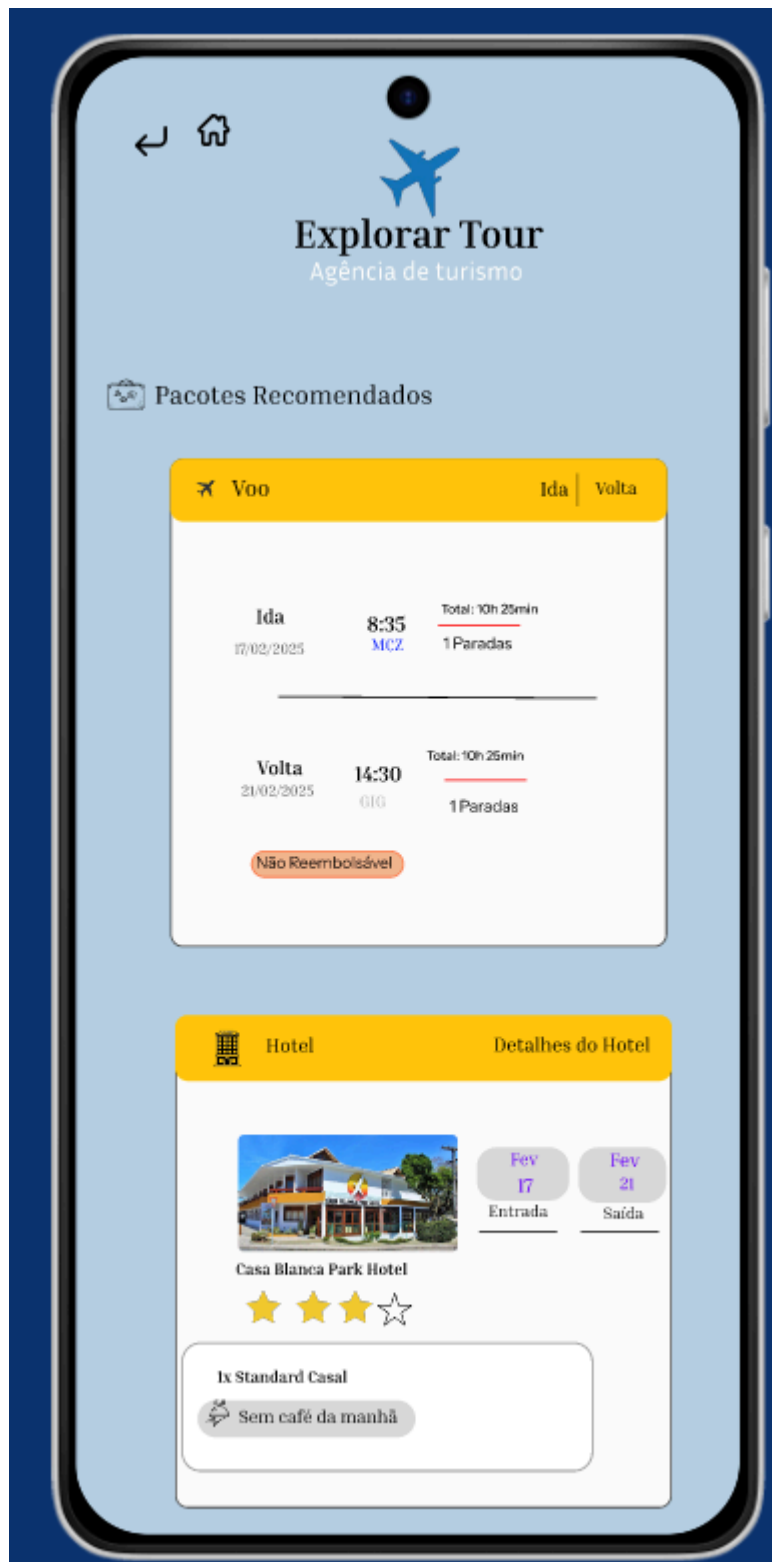 Explorar Tour
Agência de turismo
Pacotes Recomendados
Voo Ida Volta
Ida 8:35 Total: 10h 25min
17/02/2025 MCZ 1 Paradas
Volta 14:30 Total: 10h 25min
21/02/2025 GIG 1 Paradas
Não Reembolsável
Hotel Detalhes do Hotel
Fev Fev
17 21
Entrada Saída
Casa Blanca Park Hotel
1x Standard Casal
Sem café da manhã